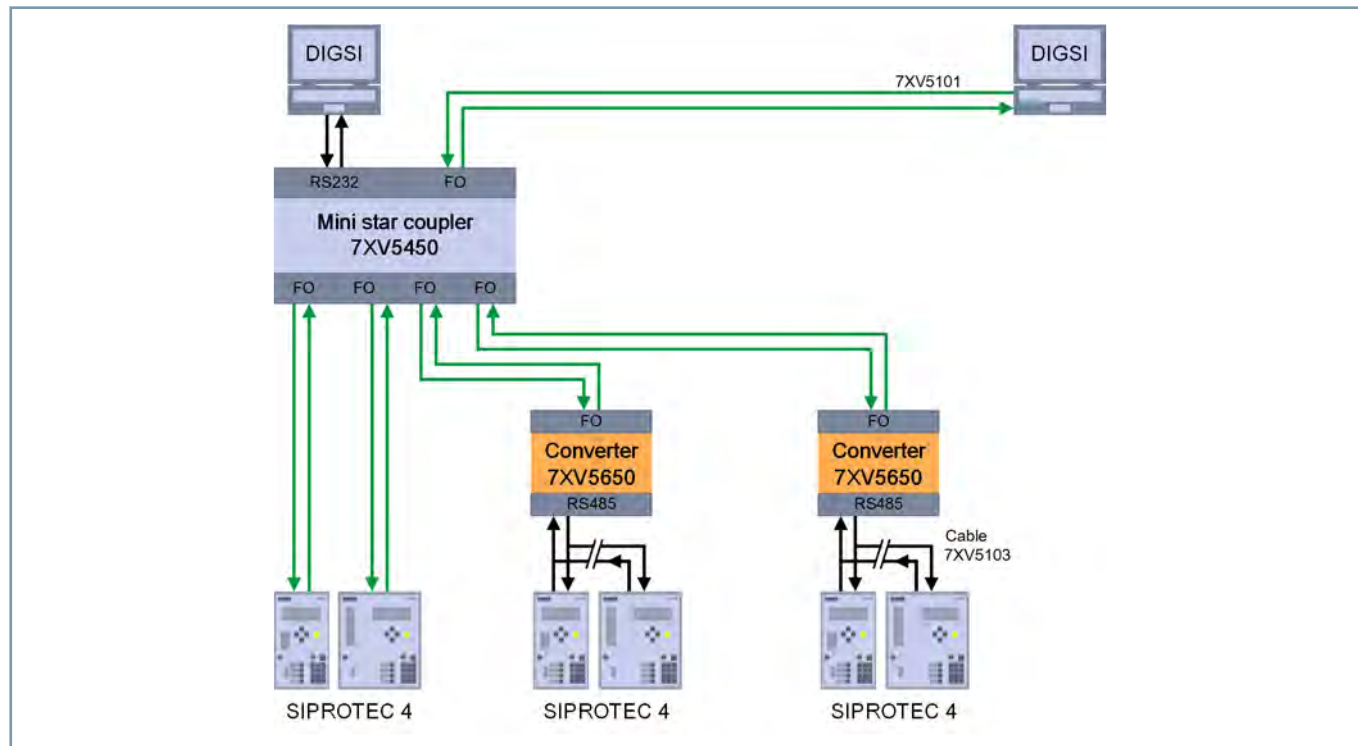 DIGSI
DIGSI
7XV5101
RS232 FO
Mini star coupler
7XV5450
FO FO FO FO
FO
Converter
7XV5650
RS485
FO
Converter
7XV5650
RS485
Cable
7XV5103
SIPROTEC 4
SIPROTEC 4
SIPROTEC 4